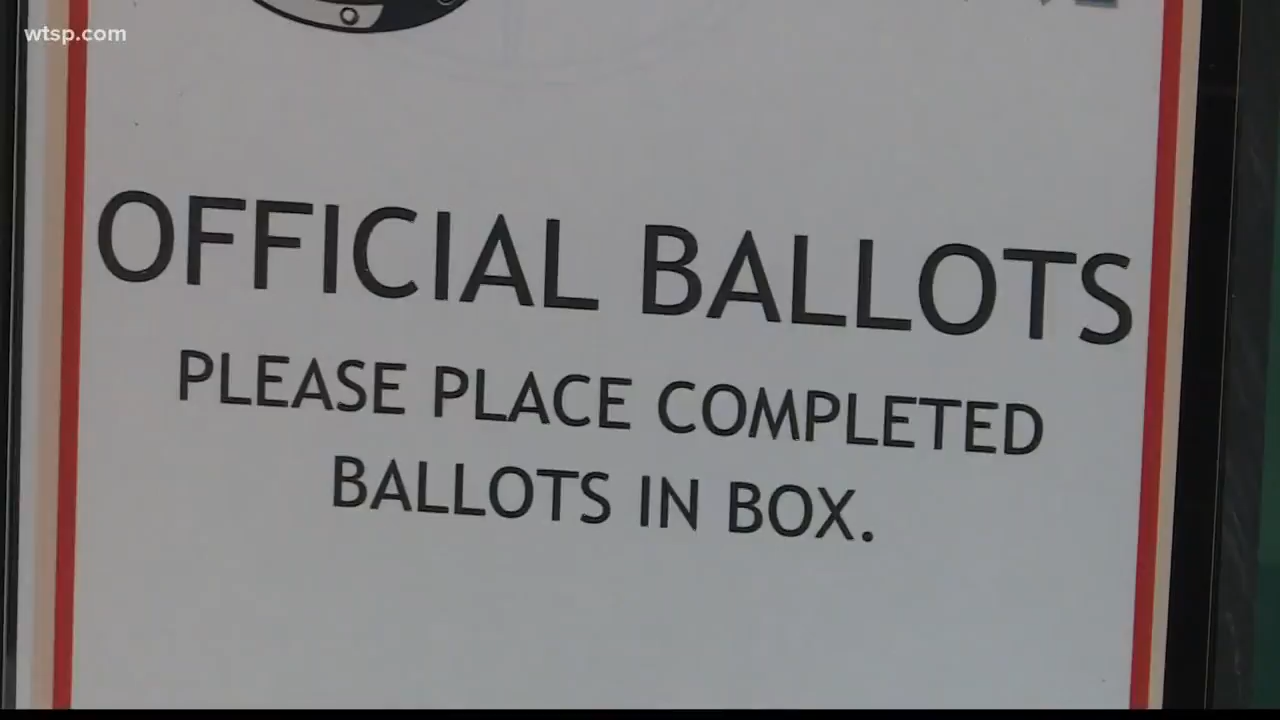 wtsp.com
OFFICIAL BALLOTS
PLEASE PLACE COMPLETED
BALLOTS IN BOX.